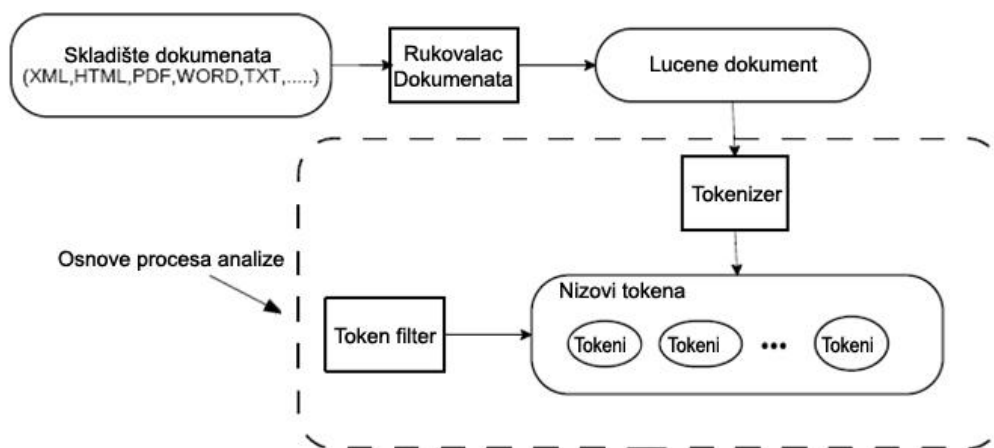 Skladište dokumenata
(XML,HTML,PDF,WORD,TXT,.....)
Rukovalac
Dokumenata
Lucene dokument
Tokenizer
Osnove procesa analize
Nizovi tokena
Token filter
Tokeni
Tokeni
•••
Tokeni